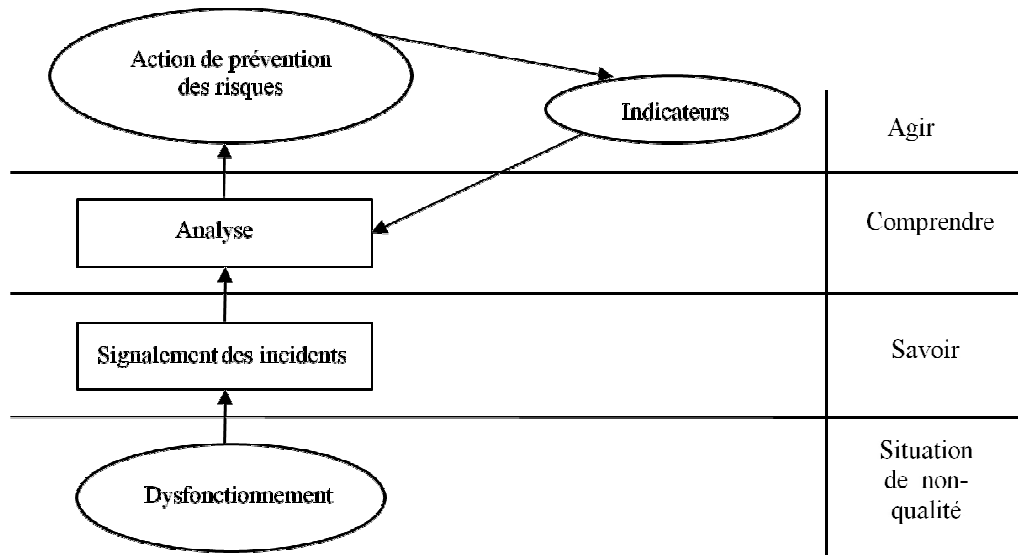 Action de prévention
des risques
Indicateurs
Agir
Analyse
Comprendre
Signalement des incidents
Savoir
Dysfonctionnement
Situation
de non-
qualité